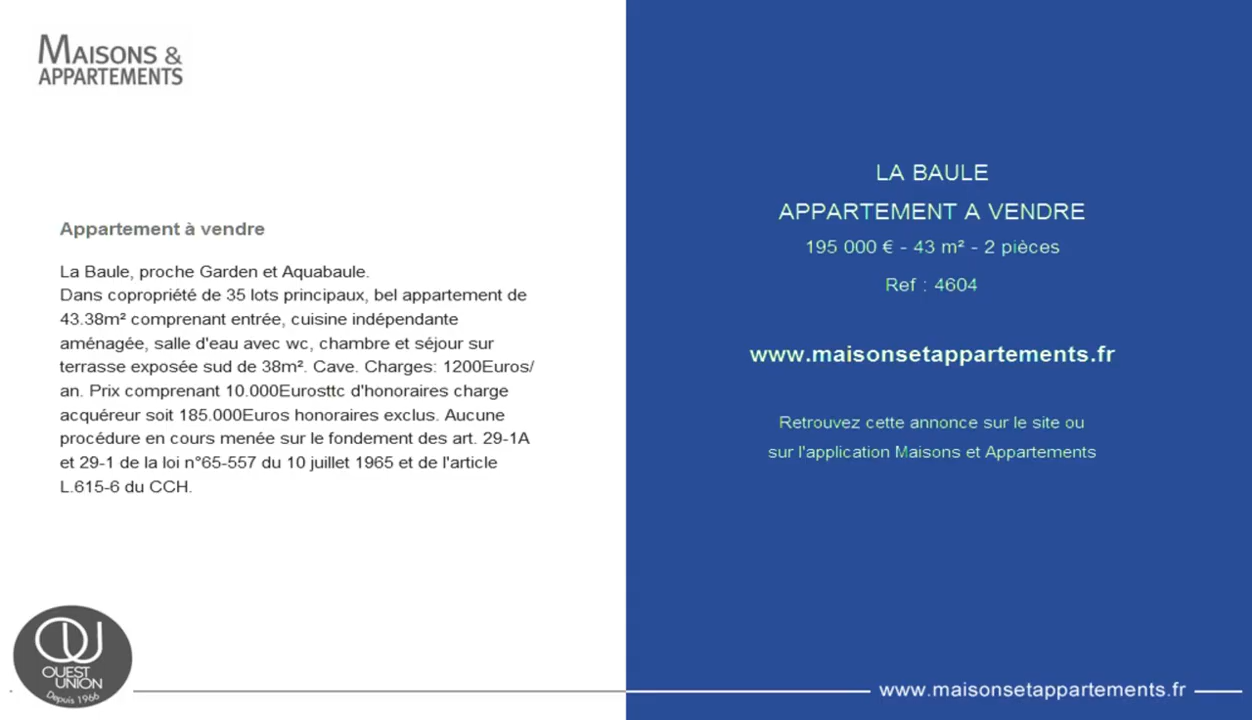 MAISONS &
APPARTEMENTS
Appartement à vendre
La Baule, proche Garden et Aquabaule.
Dans copropriété de 35 lots principaux, bel appartement de
43.38m² comprenant entrée, cuisine indépendante
aménagée, salle d'eau avec wc, chambre et séjour sur
terrasse exposée sud de 38m². Cave. Charges: 1200Euros/
an. Prix comprenant 10.000Eurosttc d'honoraires charge
acquéreur soit 185.000Euros honoraires exclus. Aucune
procédure en cours menée sur le fondement des art. 29-1A
et 29-1 de la loi n°65-557 du 10 juillet 1965 et de l'article
L.615-6 du CCH.
OUEST
UNION
Depuis 1966
LA BAULE
APPARTEMENT A VENDRE
195 000 € - 43 m² - 2 pièces
Ref : 4604
www.maisonsetappartements.fr
Retrouvez cette annonce sur le site ou
sur l'application Maisons et Appartements
www.maisonsetappartements.fr